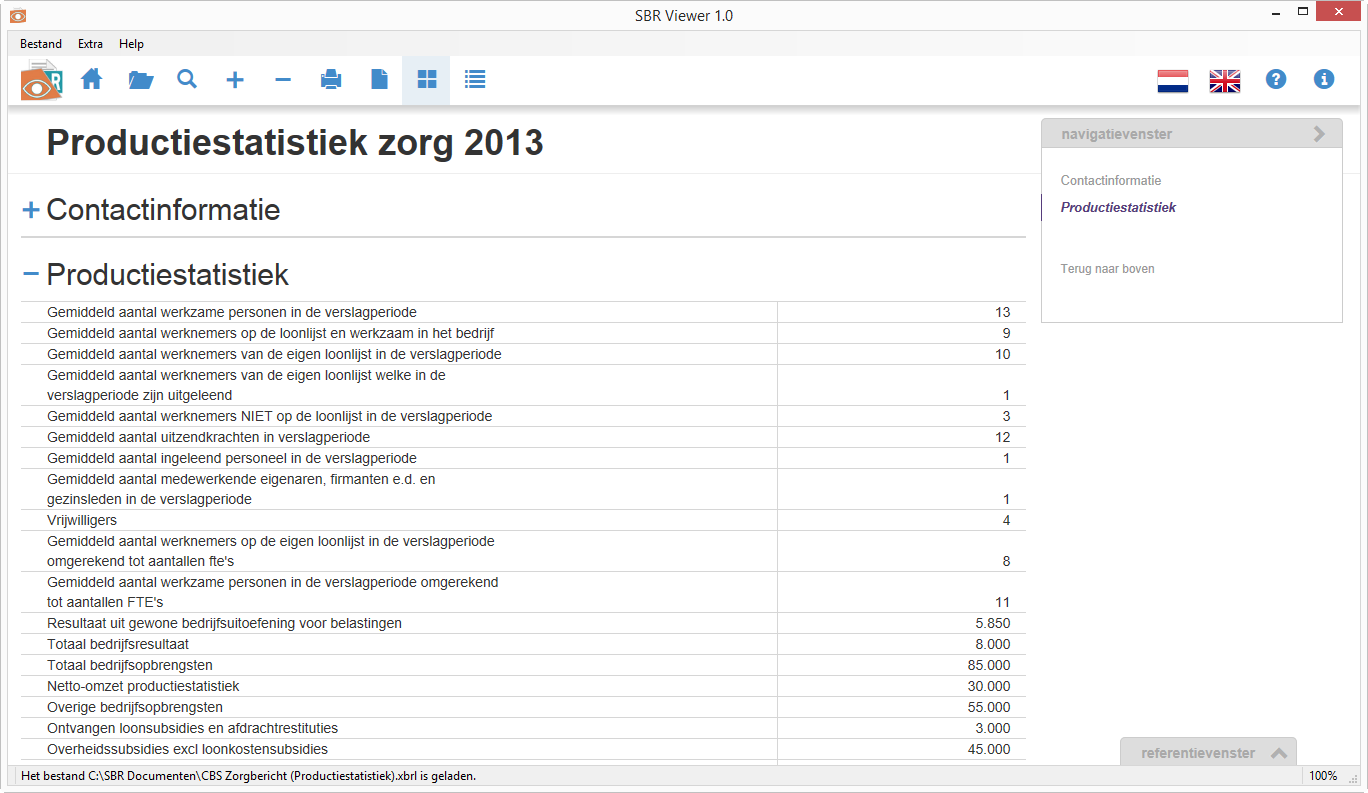 SBR Viewer 1.0
Bestand Extra Help
R
Productiestatistiek zorg 2013
navigatievenster
Contactinformatie
Productiestatistiek
Terug naar boven
+ Contactinformatie
− Productiestatistiek
Gemiddeld aantal werkzame personen in de verslagperiode 13
Gemiddeld aantal werknemers op de loonlijst en werkzaam in het bedrijf 9
Gemiddeld aantal werknemers van de eigen loonlijst in de verslagperiode 10
Gemiddeld aantal werknemers van de eigen loonlijst welke in de
verslagperiode zijn uitgeleend 1
Gemiddeld aantal werknemers NIET op de loonlijst in de verslagperiode 3
Gemiddeld aantal uitzendkrachten in verslagperiode 12
Gemiddeld aantal ingeleend personeel in de verslagperiode 1
Gemiddeld aantal medewerkende eigenaren, firmanten e.d. en
gezinsleden in de verslagperiode 1
Vrijwilligers 4
Gemiddeld aantal werknemers op de eigen loonlijst in de verslagperiode
omgerekend tot aantallen fte's 8
Gemiddeld aantal werkzame personen in de verslagperiode omgerekend
tot aantallen FTE's 11
Resultaat uit gewone bedrijfsuitoefening voor belastingen 5.850
Totaal bedrijfsresultaat 8.000
Totaal bedrijfsopbrengsten 85.000
Netto-omzet productiestatistiek 30.000
Overige bedrijfsopbrengsten 55.000
Ontvangen loonsubsidies en afdrachtrestituties 3.000
Overheidssubsidies excl loonkostensubsidies 45.000
referentievenster
Het bestand C:\SBR Documenten\CBS Zorgbericht (Productiestatistiek).xbrl is geladen. 100%